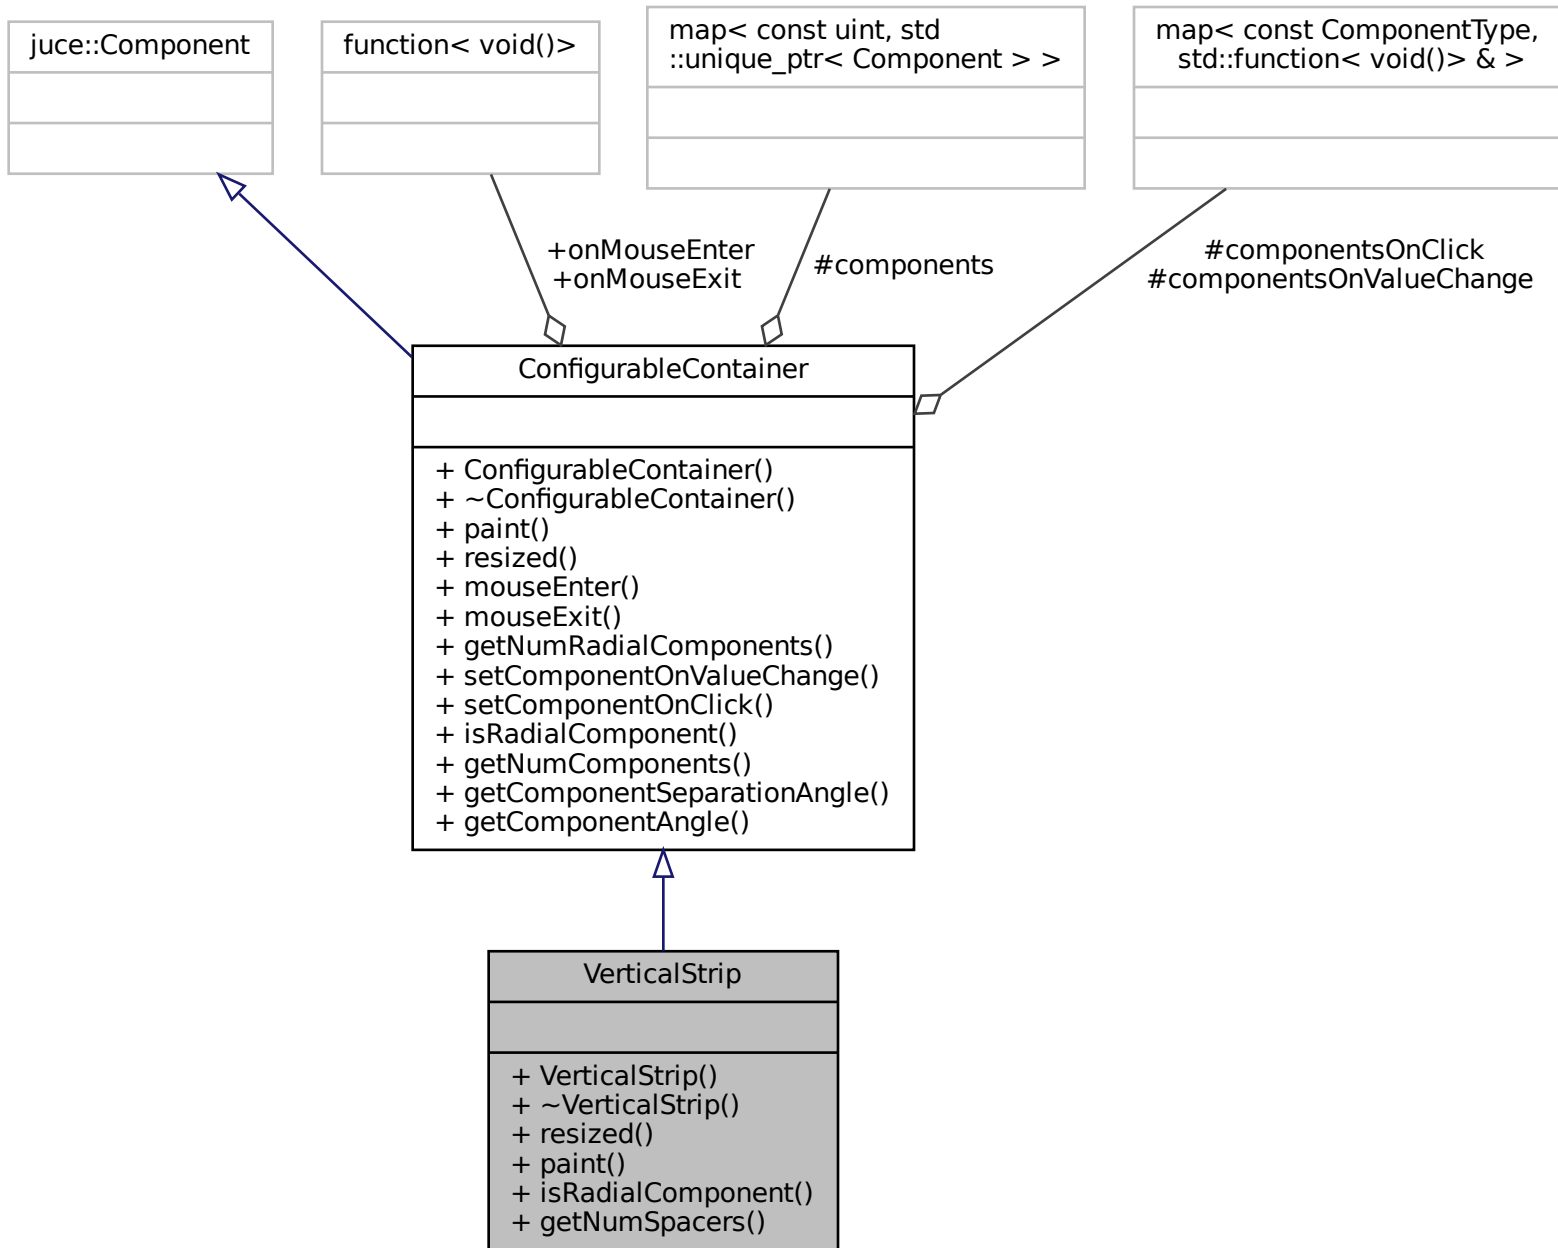 juce::Component
function< void()>
map< const uint, std
::unique_ptr< Component > >
map< const ComponentType,
std::function< void()> & >
+onMouseEnter
+onMouseExit
#components
#componentsOnClick
#componentsOnValueChange
ConfigurableContainer
+ ConfigurableContainer()
+ ~ConfigurableContainer()
+ paint()
+ resized()
+ mouseEnter()
+ mouseExit()
+ getNumRadialComponents()
+ setComponentOnValueChange()
+ setComponentOnClick()
+ isRadialComponent()
+ getNumComponents()
+ getComponentSeparationAngle()
+ getComponentAngle()
VerticalStrip
+ VerticalStrip()
+ ~VerticalStrip()
+ resized()
+ paint()
+ isRadialComponent()
+ getNumSpacers()